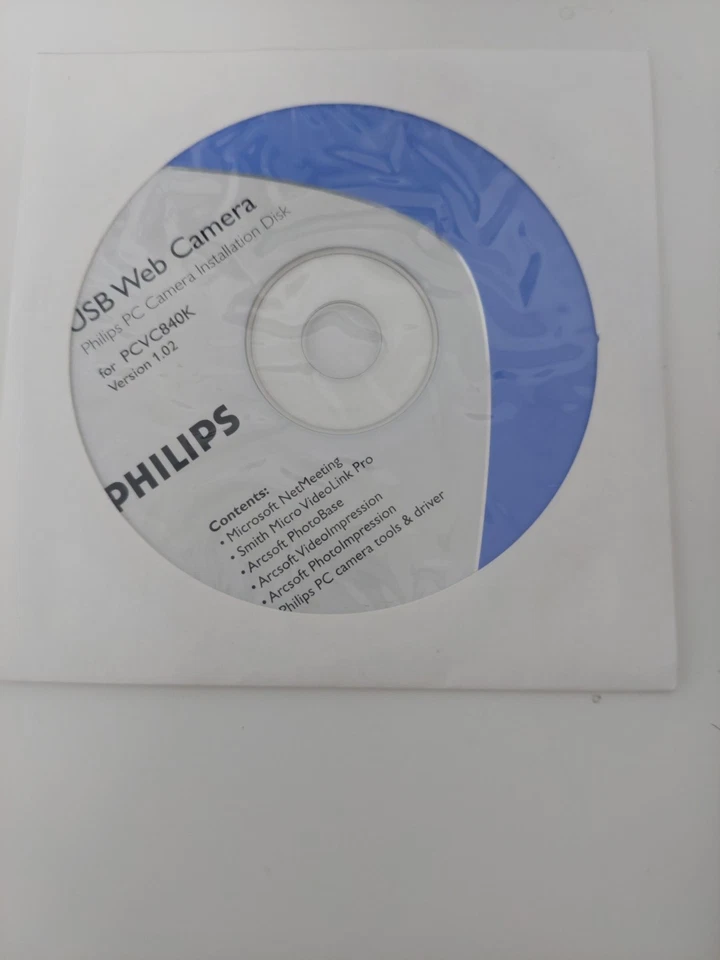 USB Web Camera
Philips PC Camera Installation Disk
for PCVC840K
Version 1.02
PHILIPS
Contents:
• Microsoft NetMeeting
• Smith Micro VideoLink Pro
• Arcsoft PhotoBase
• Arcsoft VideoImpression
• Arcsoft PhotoImpression
Philips PC camera tools & driver